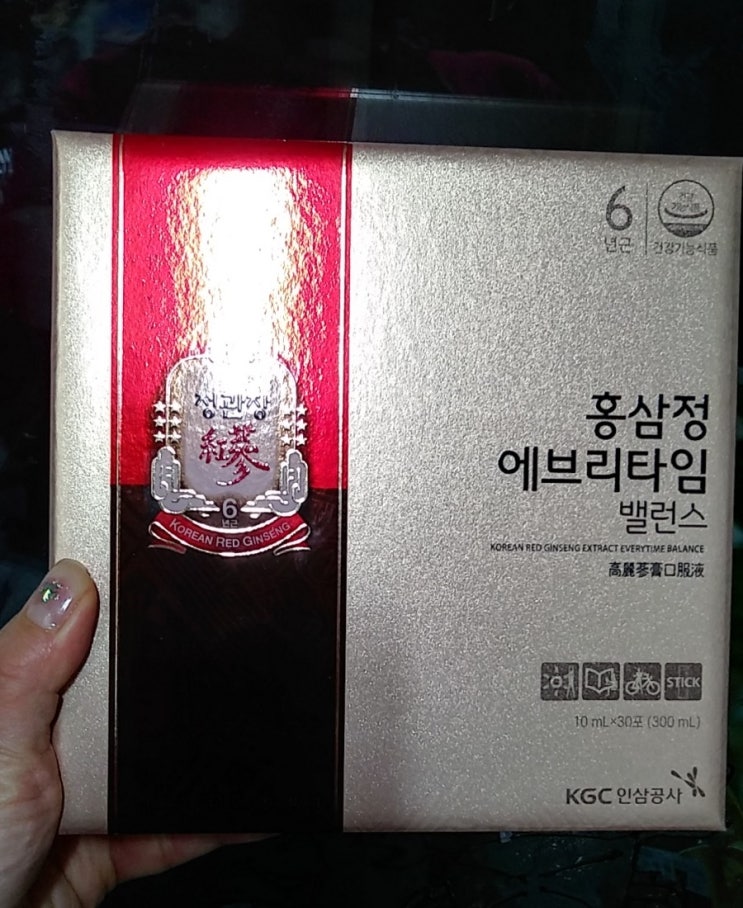 정관장
紅蔘
6
년근
KOREAN RED GINSENG
6
년근
건강기능식품
홍삼정
에브리타임
밸런스
KOREAN RED GINSENG EXTRACT EVERYTIME BALANCE
高麗蔘膏口服液
STICK
10 mL×30포 (300 mL)
KGC 인삼공사